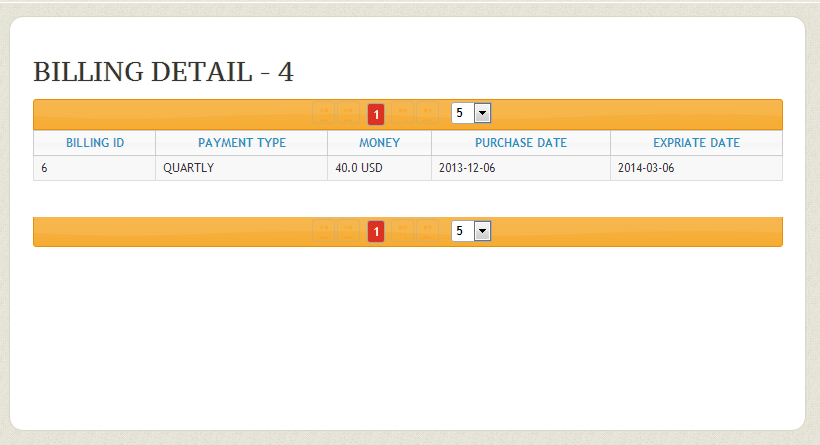 BILLING DETAIL - 4
1 5
BILLING ID PAYMENT TYPE MONEY PURCHASE DATE EXPRIATE DATE
6 QUARTLY 40.0 USD 2013-12-06 2014-03-06
1 5